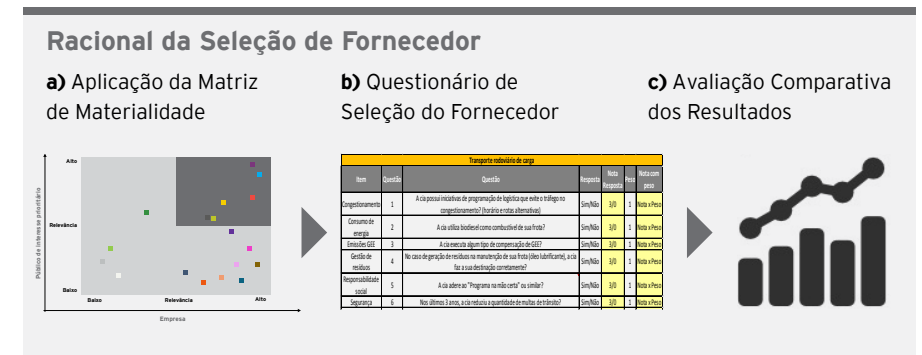 Racional da Seleção de Fornecedor
a) Aplicação da Matriz
de Materialidade
b) Questionário de
Seleção do Fornecedor
c) Avaliação Comparativa
dos Resultados
Alto
Relevância
Baixo
Público de interesse prioritário
Baixo Relevância Alto
Empresa
Transporte rodoviário de carga
Item Questão Questão Resposta Nota Resposta Peso Nota com peso
Congestionamento 1 A cia possui iniciativas de programação de logística que evite o tráfego no
congestionamento? (horário e rotas alternativas) Sim/Não 3/0 1 Nota x Peso
Consumo de
energia 2 A cia utiliza biodiesel como combustível de sua frota? Sim/Não 3/0 1 Nota x Peso
Emissões GEE 3 A cia executa algum tipo de compensação de GEE? Sim/Não 3/0 1 Nota x Peso
Gestão de
resíduos 4 No caso de geração de resíduos na manutenção de sua frota (óleo lubrificante), a cia
faz a sua destinação corretamente? Sim/Não 3/0 1 Nota x Peso
Responsabilidade
social 5 A cia adere ao "Programa na mão certa" ou similar? Sim/Não 3/0 1 Nota x Peso
Segurança 6 Nos últimos 3 anos, a cia reduziu a quantidade de multas de trânsito? Sim/Não 3/0 1 Nota x Peso